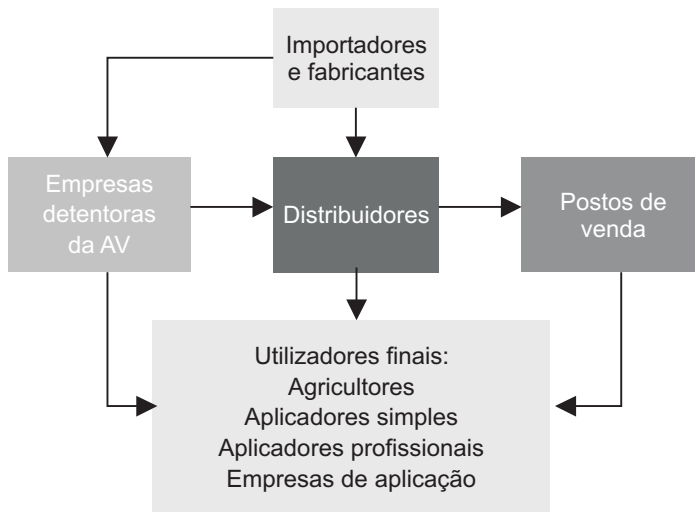 Importadores
e fabricantes
Empresas
detentoras
da AV
Distribuidores
Postos de
venda
Utilizadores finais:
Agricultores
Aplicadores simples
Aplicadores profissionais
Empresas de aplicação